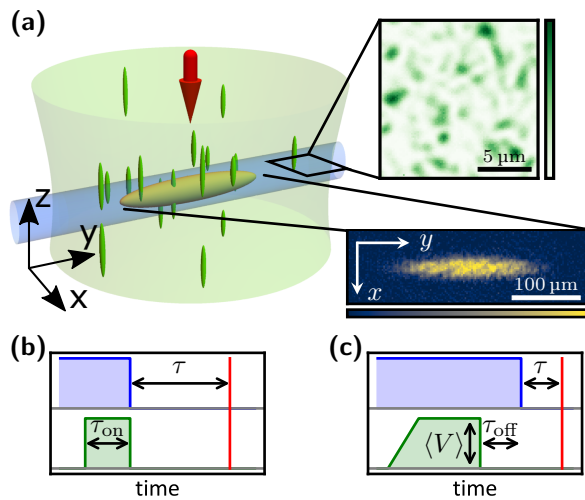 (a)
z
y
x
5 µm
y
x
100 µm
(b)
τ
τon
time
(c)
τ
⟨V⟩
τoff
time